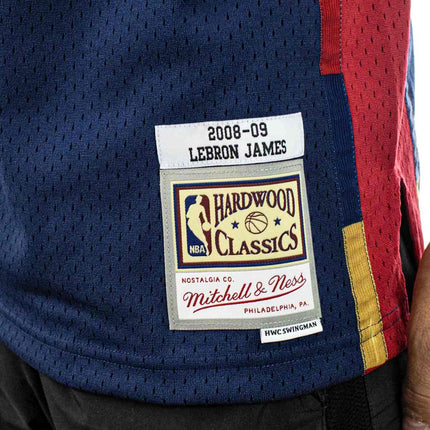 2008-09
LEBRON JAMES
NBA
HARDWOOD
CLASSICS
NOSTALGIA CO.
Mitchell & Ness
PHILADELPHIA, PA.
HWC SWINGMAN